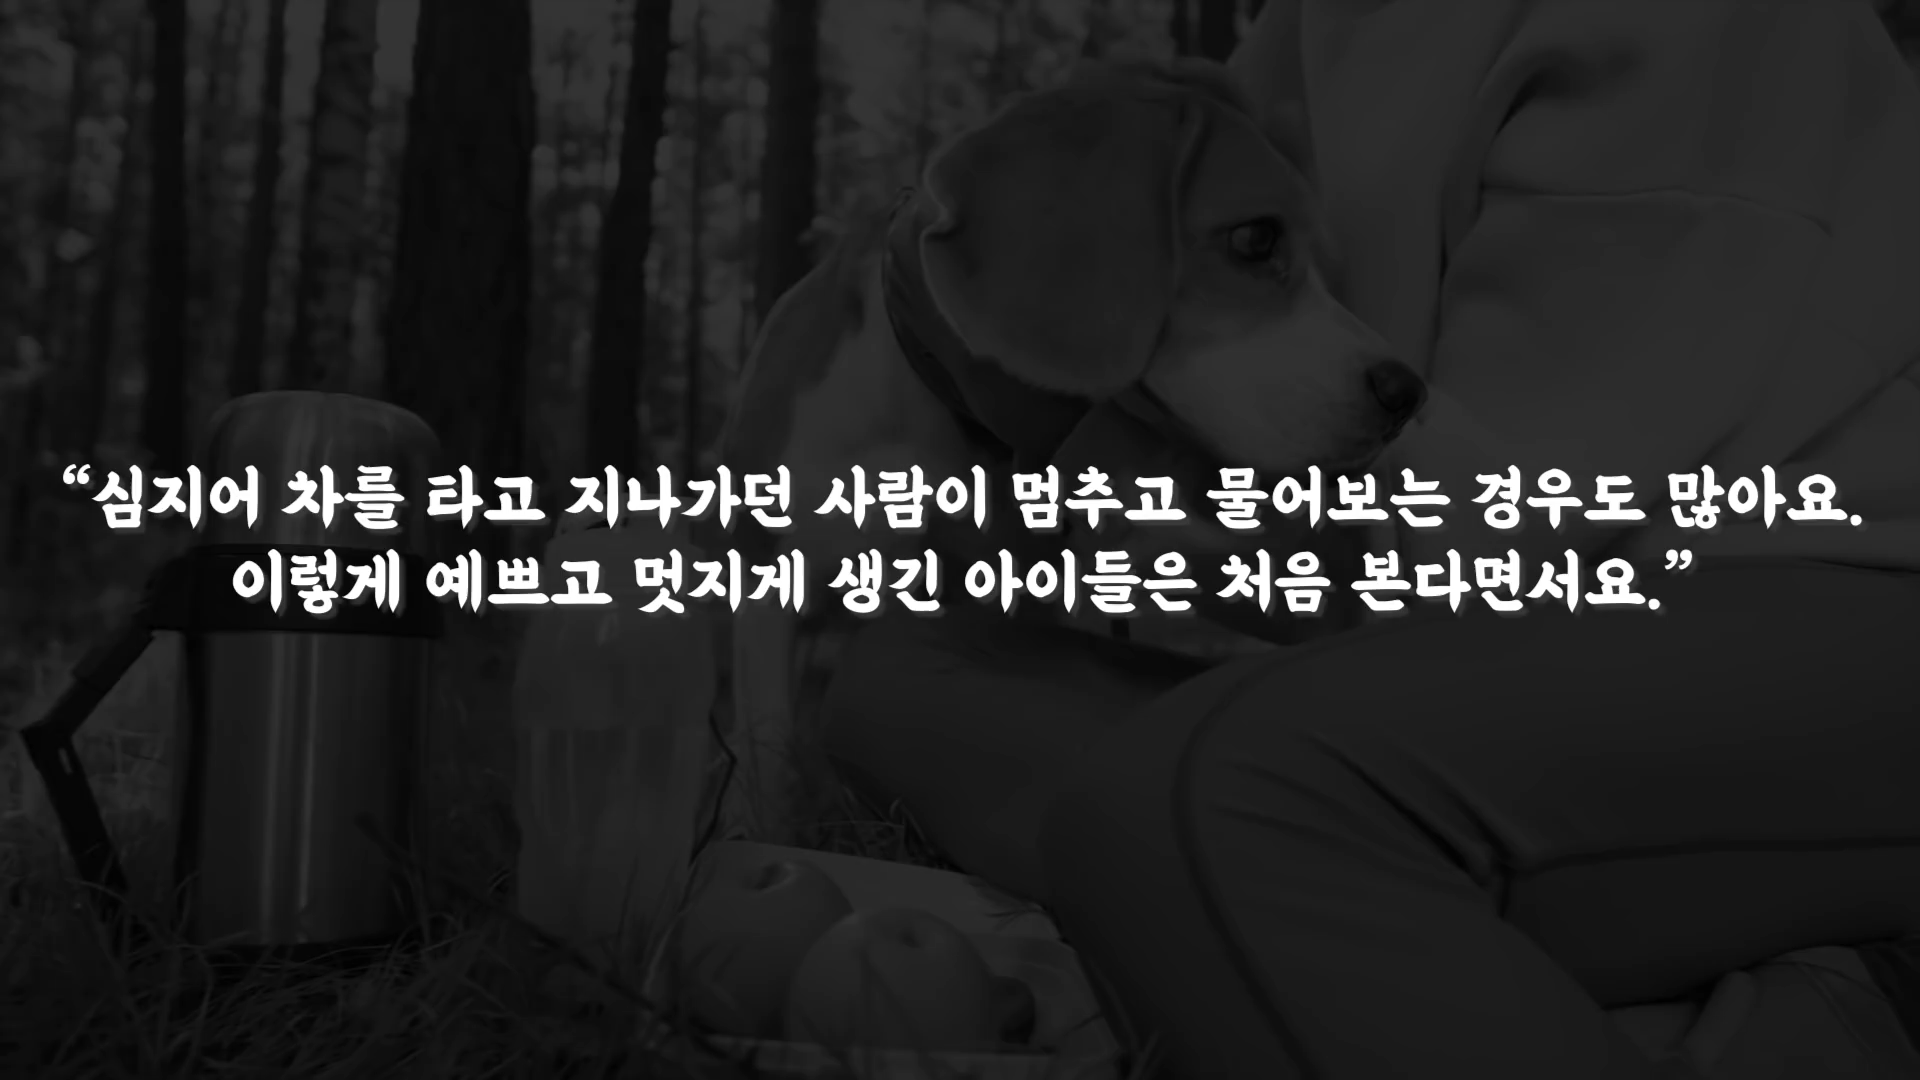 “심지어 차를 타고 지나가던 사람이 멈추고 물어보는 경우도 많아요.
이렇게 예쁘고 멋지게 생긴 아이들은 처음 본다면서요.”